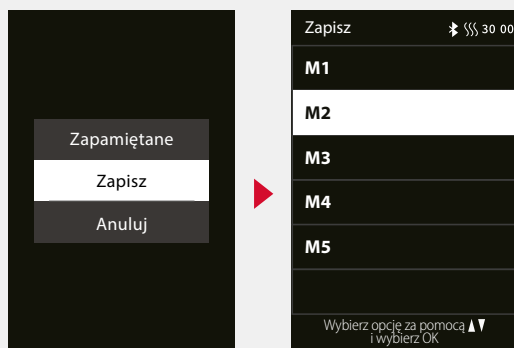 Zapamiętane
Zapisz
Anuluj
Zapisz 30 00
M1
M2
M3
M4
M5
Wybierz opcję za pomocą ▲▼
i wybierz OK